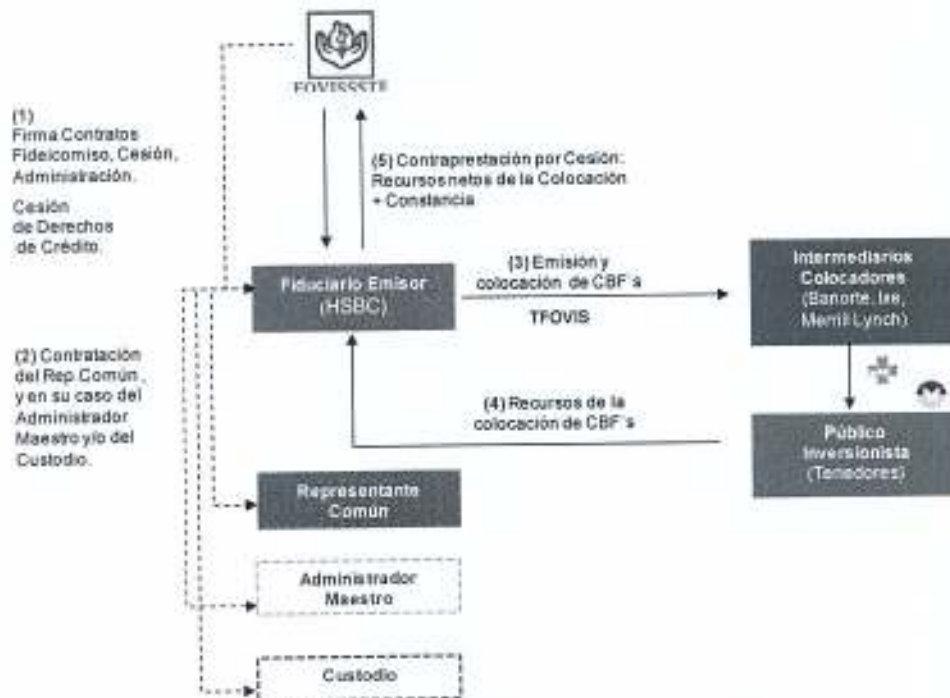 FOVISSSTE
(1)
Firma Contratos
Fideicomiso, Cesión,
Administración.
Cesión
de Derechos
de Crédito.
(5) Contraprestación por Cesión:
Recursos netos de la Colocación
+ Constancia
Fiduciario Emisor
(HSBC)
(3) Emisión y
colocación de CBF´s
TFOVIS
Intermediarios
Colocadores
(Banorte, Ixe,
Merrill Lynch)
(2) Contratación
del Rep. Común,
y en su caso del
Administrador
Maestro y/o del
Custodio.
(4) Recursos de la
colocación de CBF´s
Público
Inversionista
(Tenedores)
Representante
Común
Administrador
Maestro
Custodio